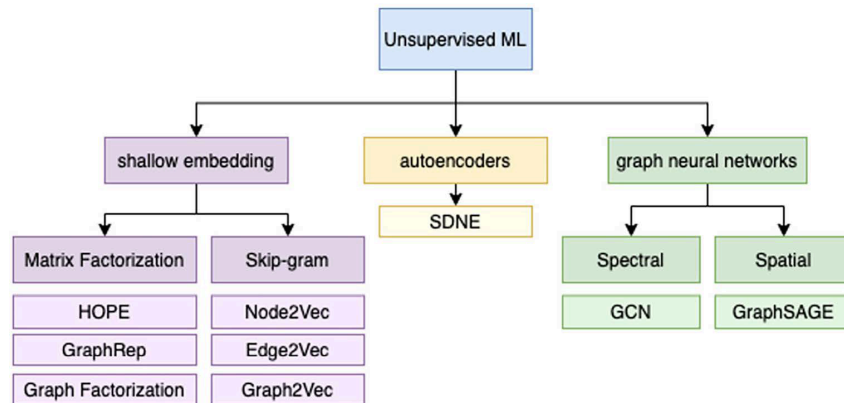 Unsupervised ML
shallow embedding
autoencoders
graph neural networks
SDNE
Matrix Factorization
Skip-gram
Spectral
Spatial
HOPE
Node2Vec
GCN
GraphSAGE
GraphRep
Edge2Vec
Graph Factorization
Graph2Vec